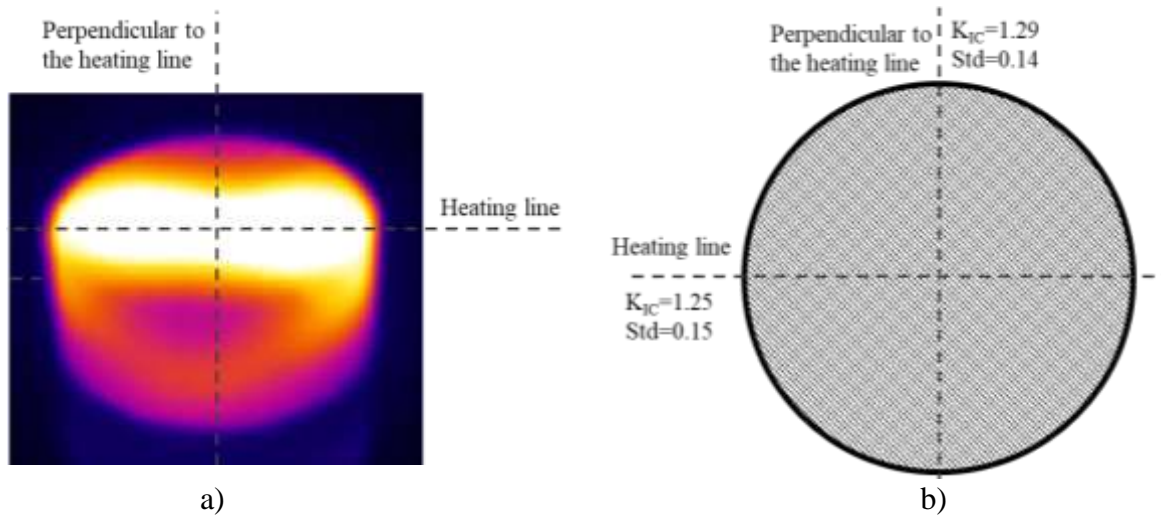 Perpendicular to
the heating line
Heating line
a)
Perpendicular to
the heating line
K_IC=1.29
Std=0.14
Heating line
K_IC=1.25
Std=0.15
b)